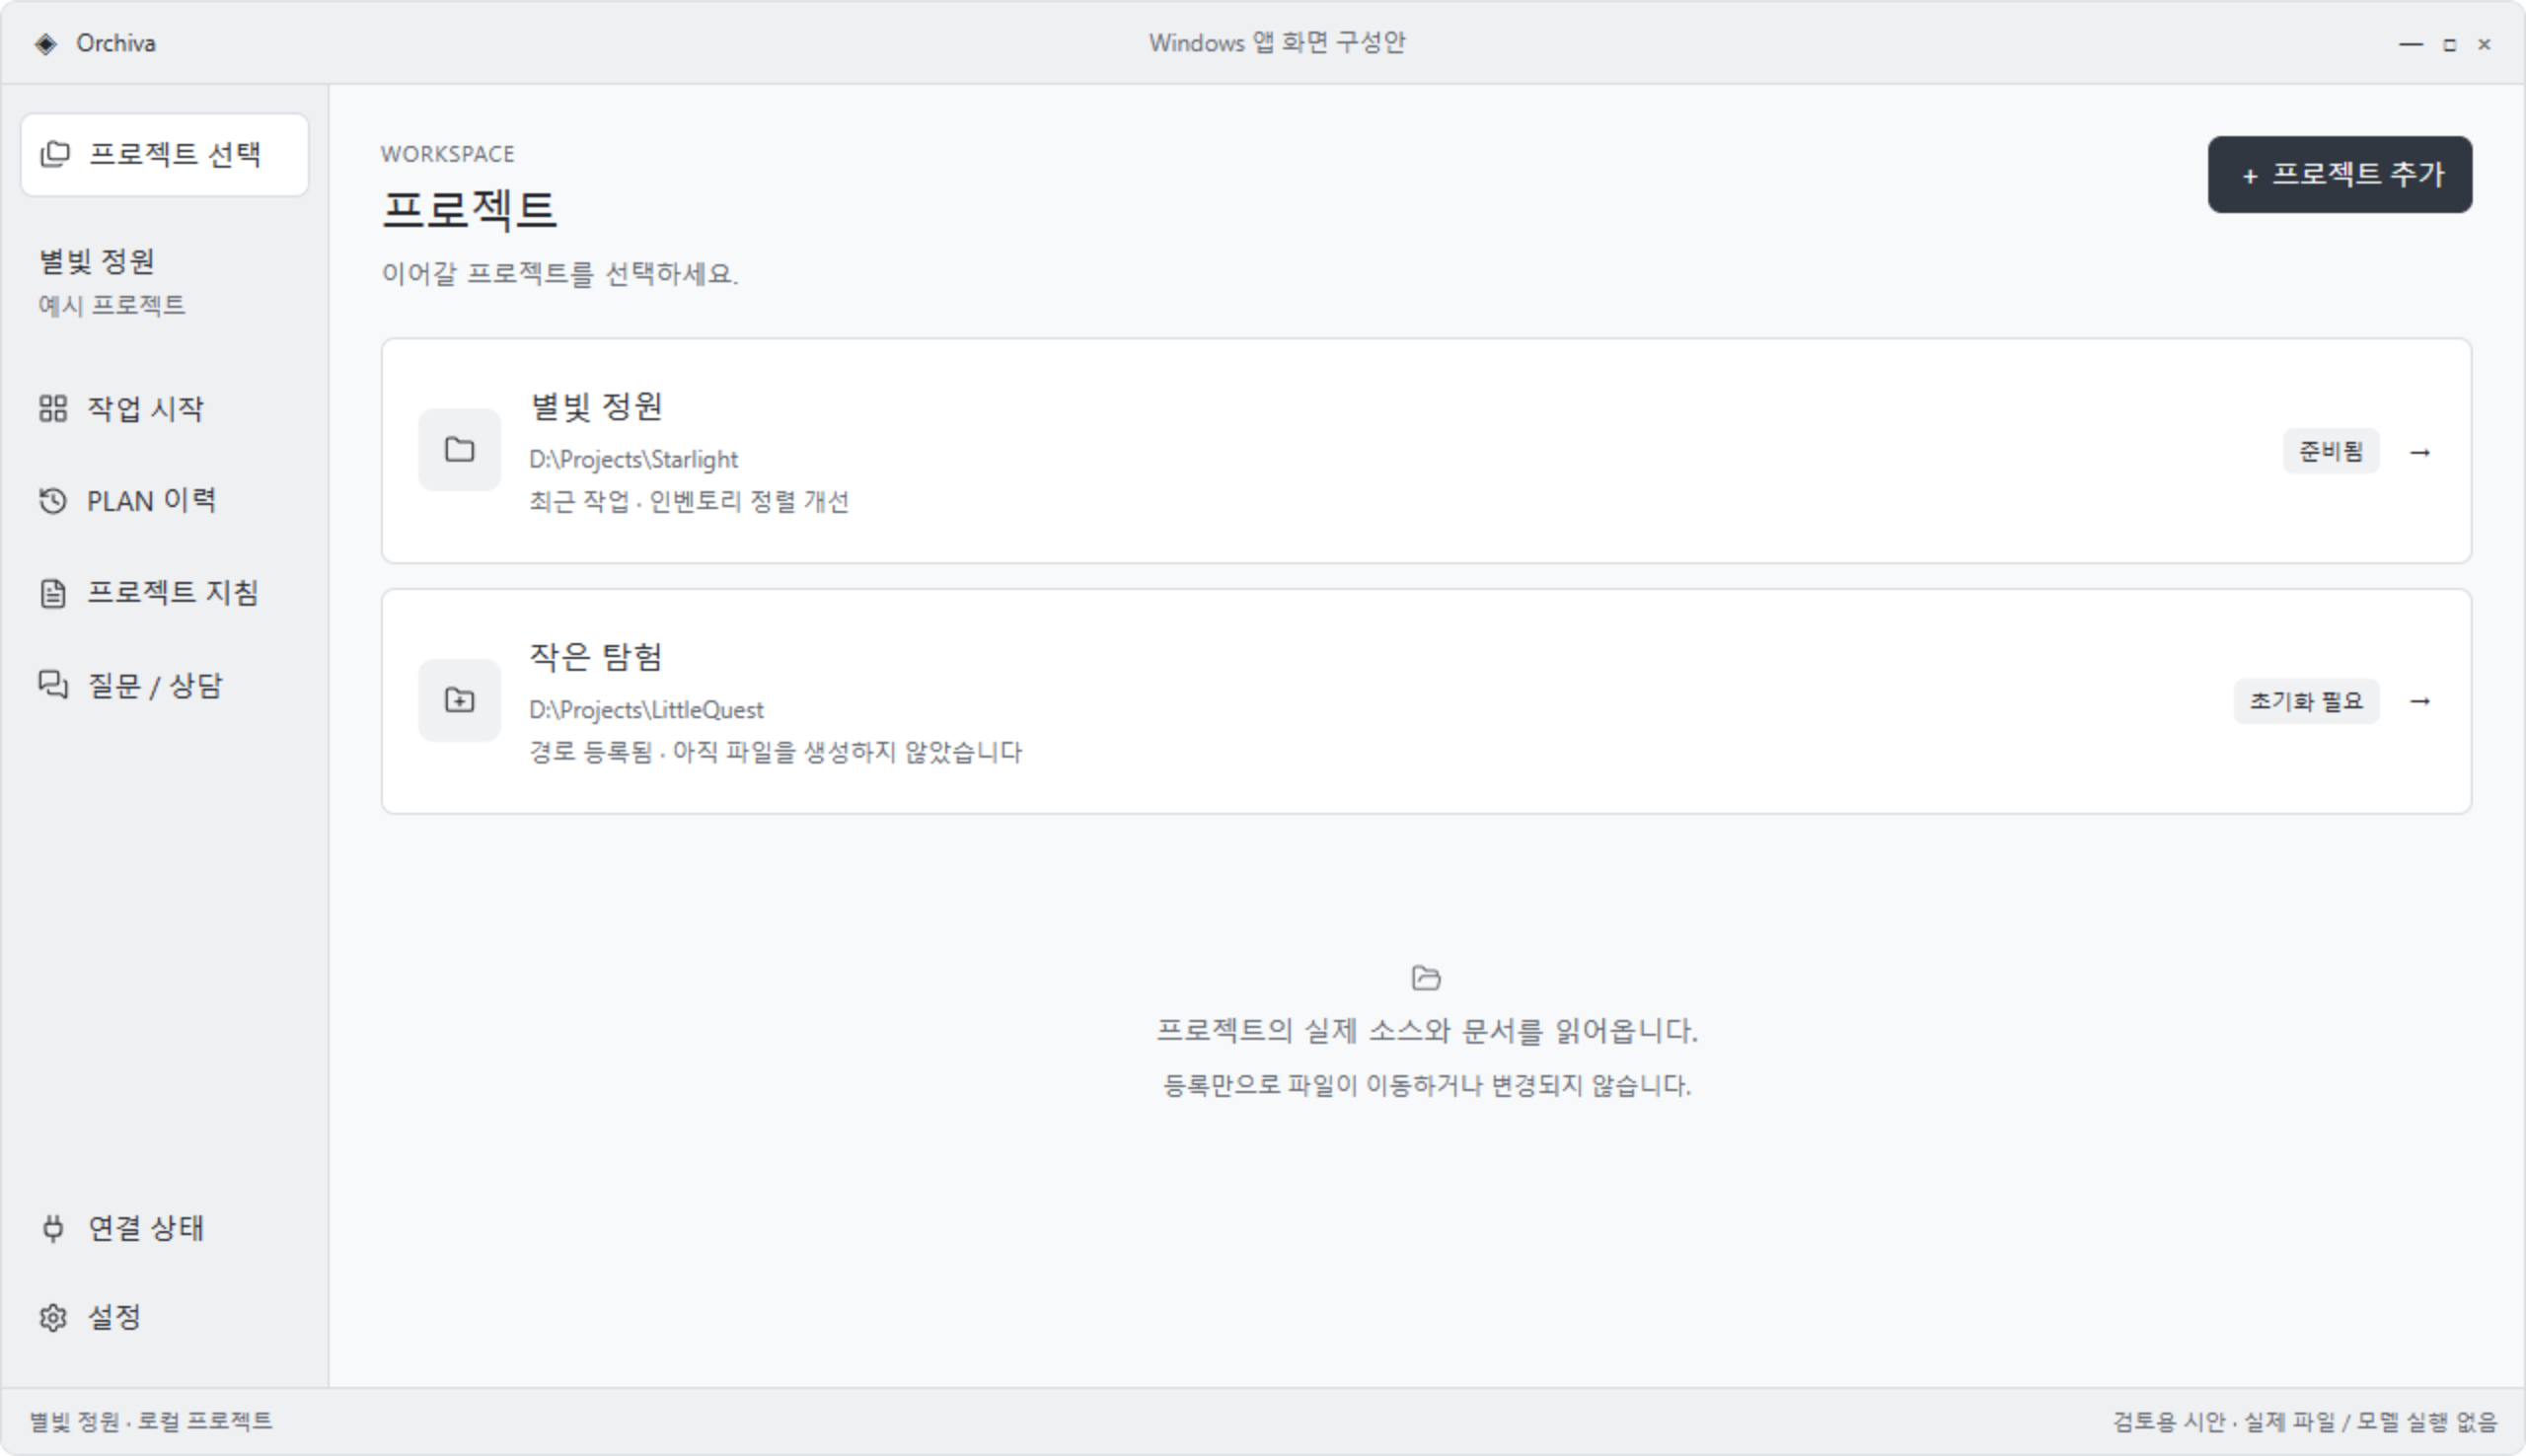 Orchiva
Windows 앱 화면 구성안
프로젝트 선택
별빛 정원
예시 프로젝트
작업 시작
PLAN 이력
프로젝트 지침
질문 / 상담
연결 상태
설정
WORKSPACE
프로젝트
이어갈 프로젝트를 선택하세요.
+ 프로젝트 추가
별빛 정원
D:\Projects\Starlight
최근 작업 · 인벤토리 정렬 개선
준비됨 →
작은 탐험
D:\Projects\LittleQuest
경로 등록됨 · 아직 파일을 생성하지 않았습니다
초기화 필요 →
프로젝트의 실제 소스와 문서를 읽어옵니다.
등록만으로 파일이 이동하거나 변경되지 않습니다.
별빛 정원 · 로컬 프로젝트
검토용 시안 · 실제 파일 / 모델 실행 없음